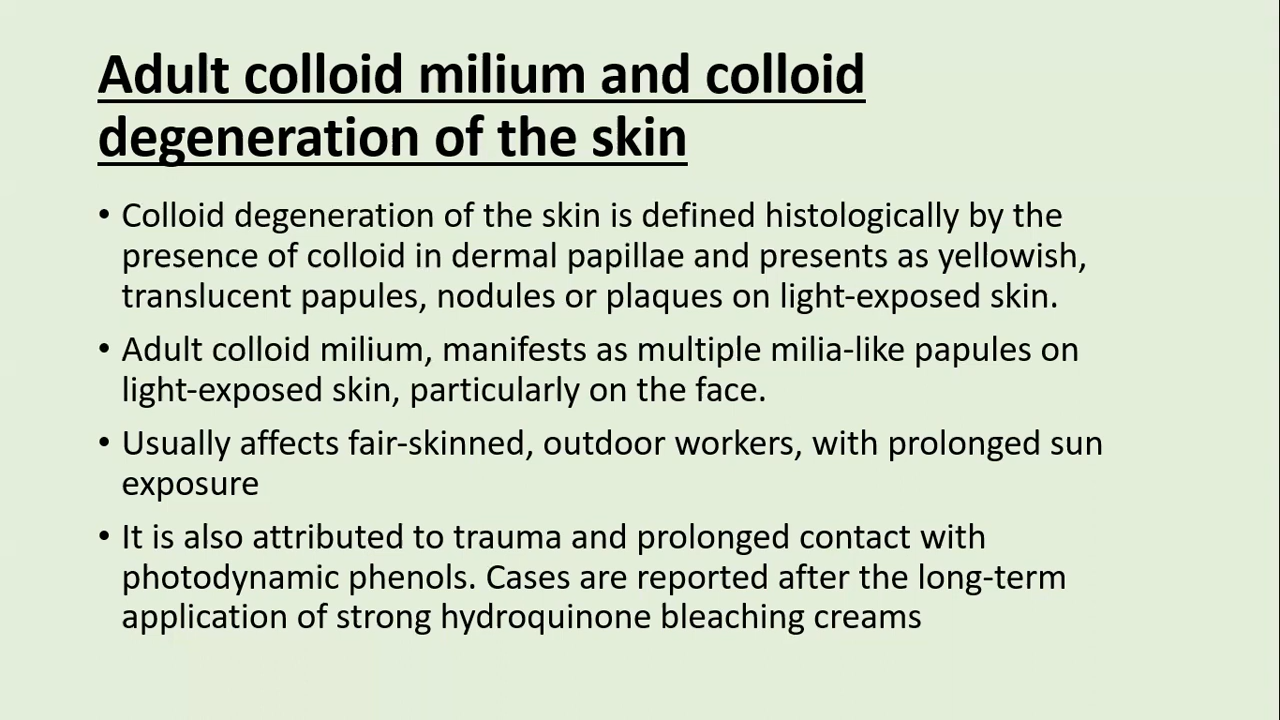 Adult colloid milium and colloid
degeneration of the skin
• Colloid degeneration of the skin is defined histologically by the
presence of colloid in dermal papillae and presents as yellowish,
translucent papules, nodules or plaques on light-exposed skin.
• Adult colloid milium, manifests as multiple milia-like papules on
light-exposed skin, particularly on the face.
• Usually affects fair-skinned, outdoor workers, with prolonged sun
exposure
• It is also attributed to trauma and prolonged contact with
photodynamic phenols. Cases are reported after the long-term
application of strong hydroquinone bleaching creams